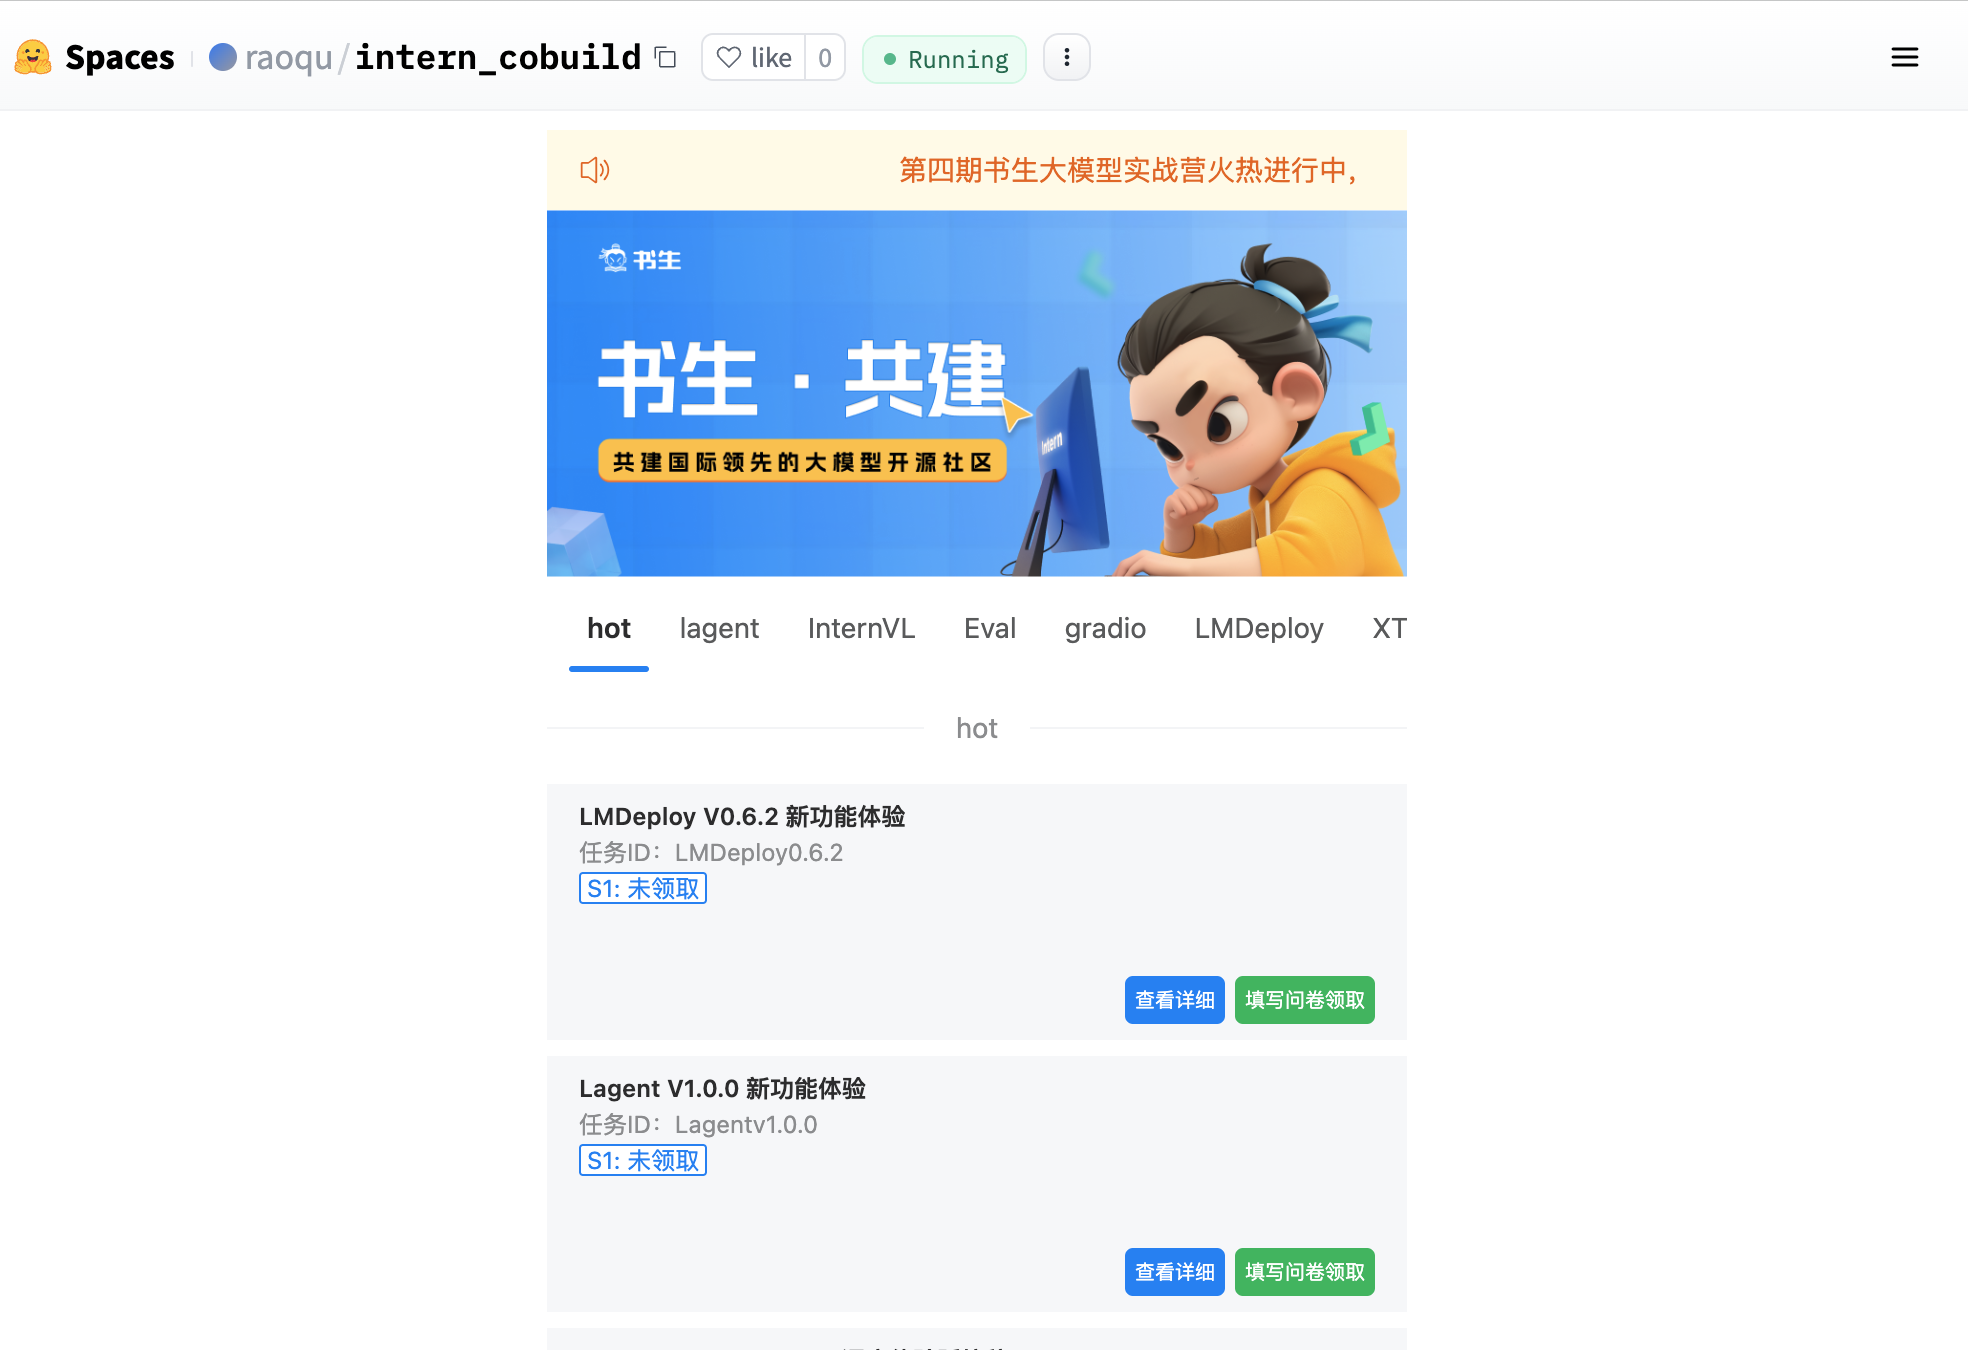 Spaces raoqu/intern_cobuild like 0 Running
第四期书生大模型实战营火热进行中,
书生
书生·共建
共建国际领先的大模型开源社区
Intern
hot lagent InternVL Eval gradio LMDeploy XT
hot
LMDeploy V0.6.2 新功能体验
任务ID：LMDeploy0.6.2
S1: 未领取
查看详细 填写问卷领取
Lagent V1.0.0 新功能体验
任务ID：Lagentv1.0.0
S1: 未领取
查看详细 填写问卷领取